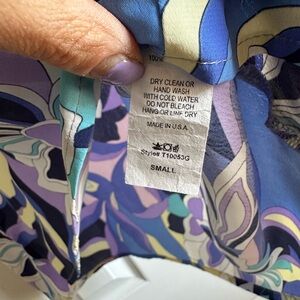 100%
DRY CLEAN OR
HAND WASH
WITH COLD WATER
DO NOT BLEACH
HANG OR LINE DRY
MADE IN U.S.A
Style# T10053G
SMALL